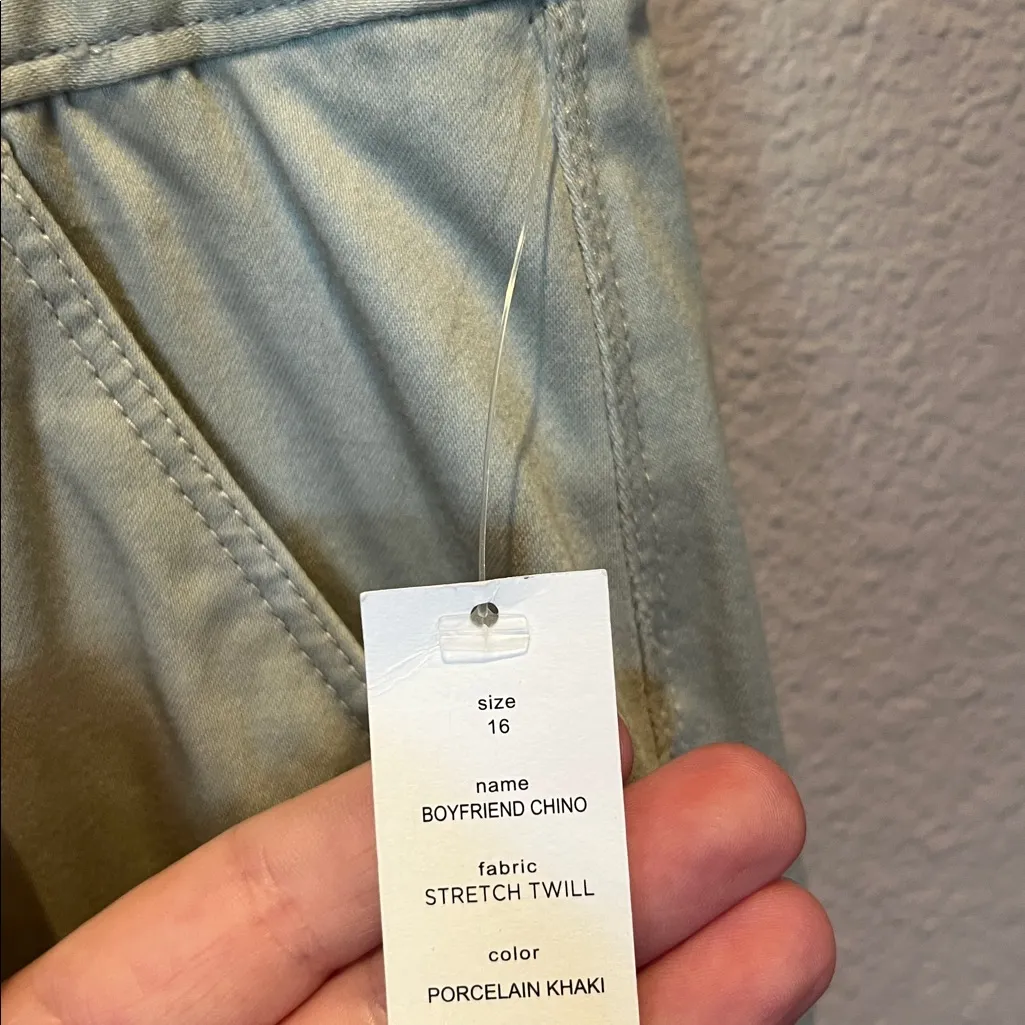 size
16
name
BOYFRIEND CHINO
fabric
STRETCH TWILL
color
PORCELAIN KHAKI